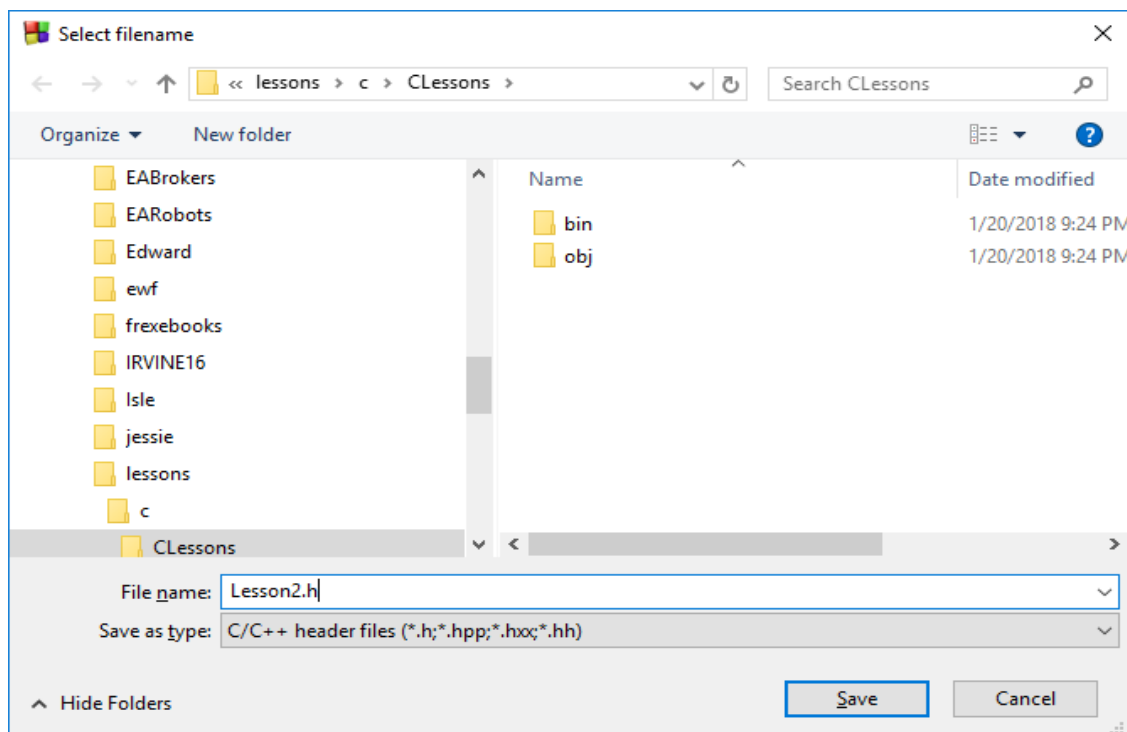 Select filename
« lessons > c > CLessons >
Search CLessons
Organize
New folder
?
EABrokers
EARobots
Edward
ewf
frexebooks
IRVINE16
Isle
jessie
lessons
c
CLessons
Name
Date modified
bin
1/20/2018 9:24 PM
obj
1/20/2018 9:24 PM
File name:
Lesson2.h
Save as type:
C/C++ header files (*.h;*.hpp;*.hxx;*.hh)
Hide Folders
Save
Cancel